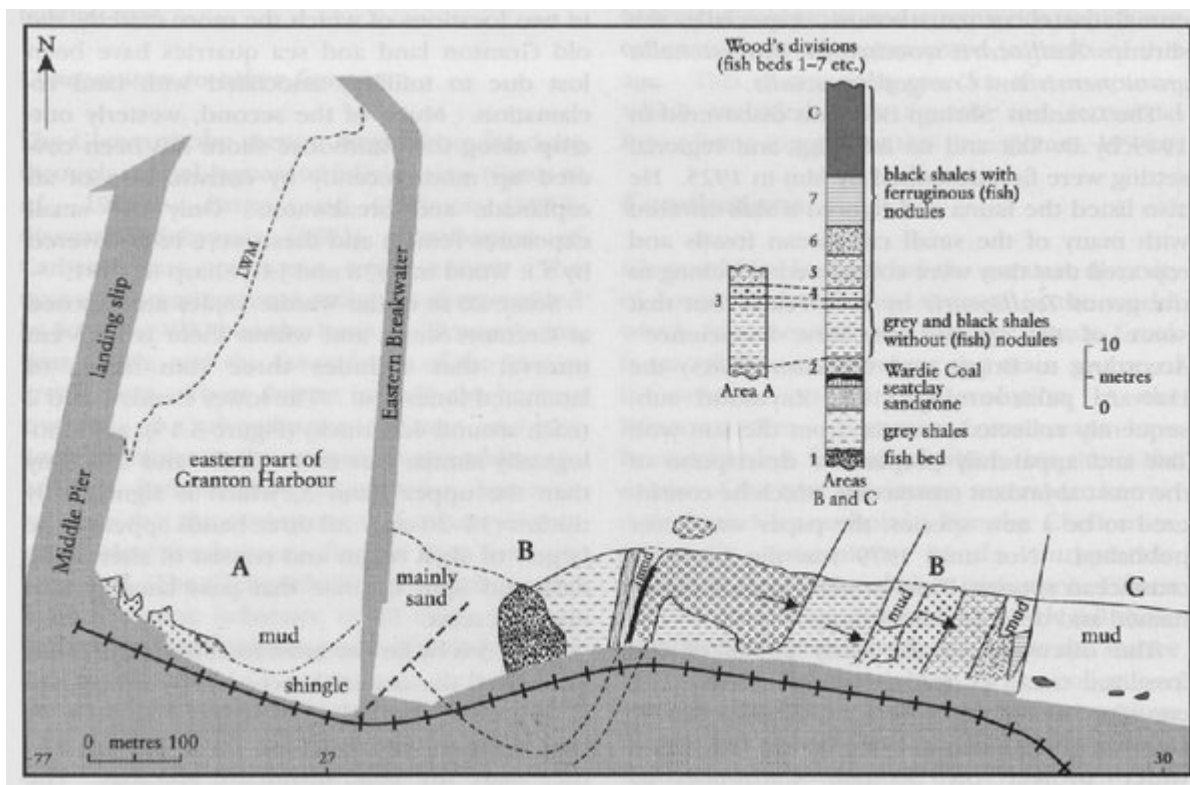 N
Wood's divisions
(fish beds 1–7 etc.)
C
black shales with
ferruginous (fish)
nodules
7
6
5
4
3
grey and black shales
without (fish) nodules
2
Wardie Coal
seatclay
sandstone
10
metres
0
Area A
grey shales
1
fish bed
Areas
B and C
landing slip
LWM
Eastern Breakwater
Middle Pier
eastern part of
Granton Harbour
A
mud
shingle
mainly
sand
B
mud
mud
B
mud
C
mud
0 metres 100
77
27
30